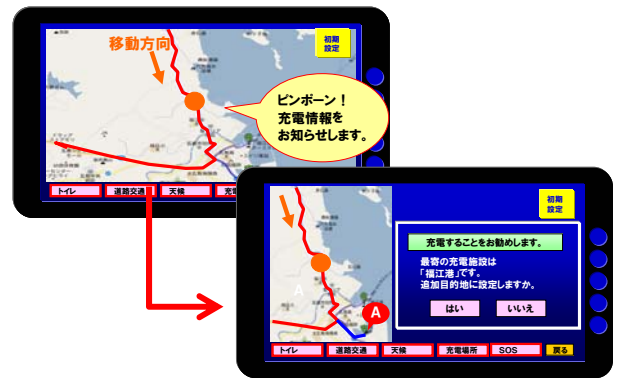 移動方向
初期
設定
ピンポーン！
充電情報を
お知らせします。
トイレ
道路交通
天候
初期
設定
充電することをお勧めします。
最寄の充電施設は
「福江港」です。
追加目的地に設定しますか。
はい
いいえ
A
A
トイレ
道路交通
天候
充電場所
SOS
戻る